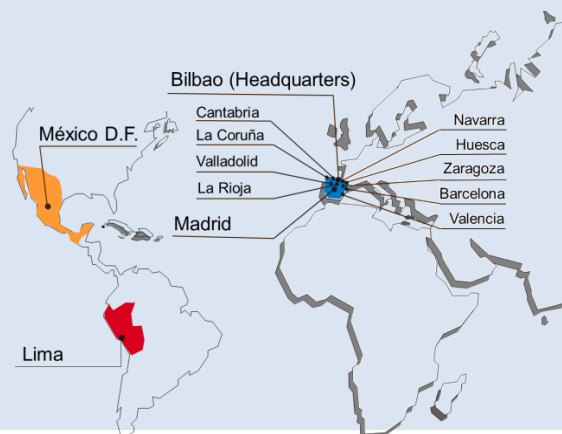 Bilbao (Headquarters)
Cantabria
La Coruña
Valladolid
La Rioja
Madrid
Navarra
Huesca
Zaragoza
Barcelona
Valencia
México D.F.
Lima